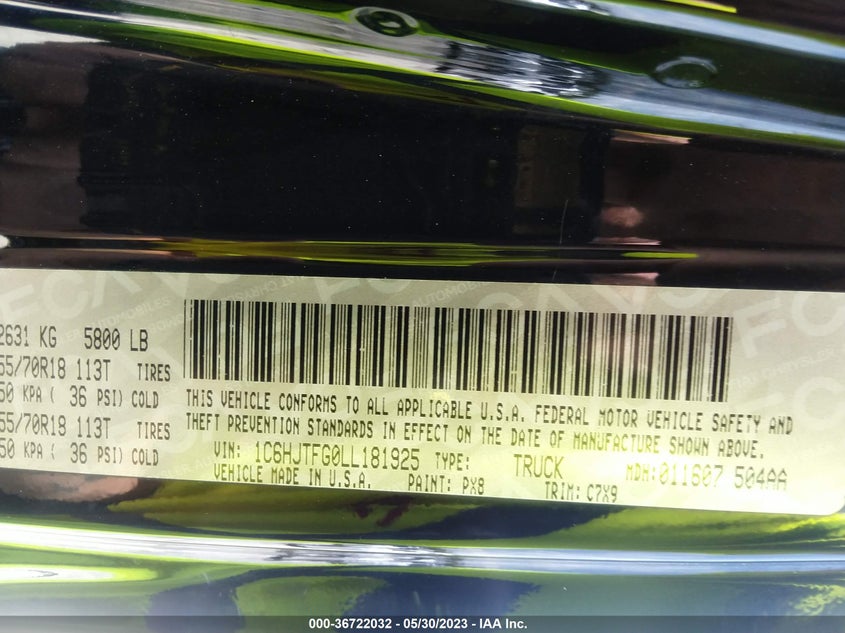 2631 KG 5800 LB
55/70R18 113T TIRES
50 KPA ( 36 PSI) COLD
55/70R18 113T TIRES
50 KPA ( 36 PSI) COLD
THIS VEHICLE CONFORMS TO ALL APPLICABLE U.S.A. FEDERAL MOTOR VEHICLE SAFETY AND
THEFT PREVENTION STANDARDS IN EFFECT ON THE DATE OF MANUFACTURE SHOWN ABOVE.
VIN: 1C6HJTFG0LL181925 TYPE: TRUCK MDH:011607 504AA
VEHICLE MADE IN U.S.A. PAINT: PX8 TRIM: C7X9
000-36722032 / 05/30/2023 - IAA Inc.